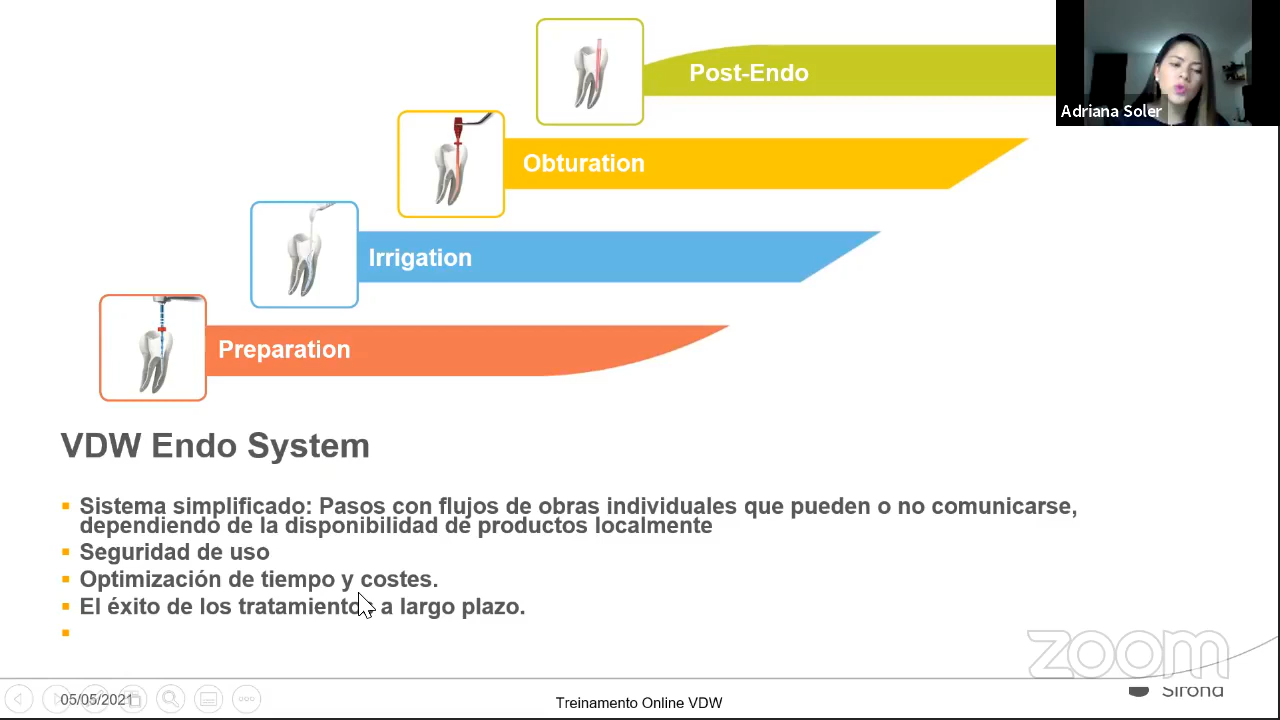 Post-Endo
Adriana Soler
Obturation
Irrigation
Preparation
VDW Endo System
Sistema simplificado: Pasos con flujos de obras individuales que pueden o no comunicarse,
dependiendo de la disponibilidad de productos localmente
Seguridad de uso
Optimización de tiempo y costes.
El éxito de los tratamientos a largo plazo.
zoom
05/05/2021
Treinamento Online VDW
Sirona